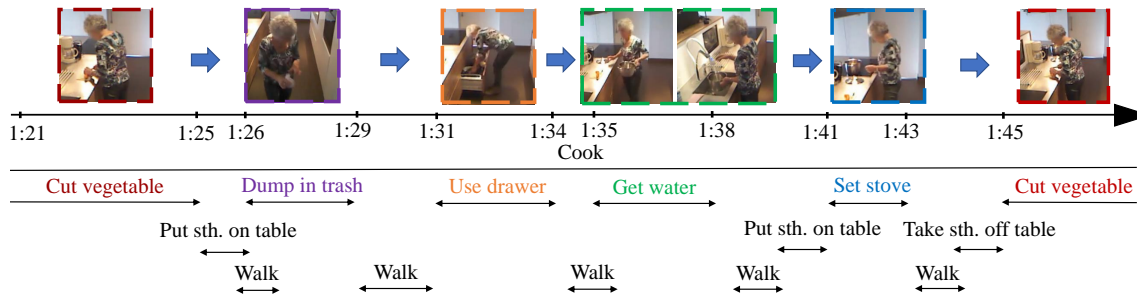 1:21 1:25 1:26 1:29 1:31 1:34 1:35 1:38 1:41 1:43 1:45
Cook
Cut vegetable Dump in trash Use drawer Get water Set stove Cut vegetable
Put sth. on table Put sth. on table Take sth. off table
Walk Walk Walk Walk Walk